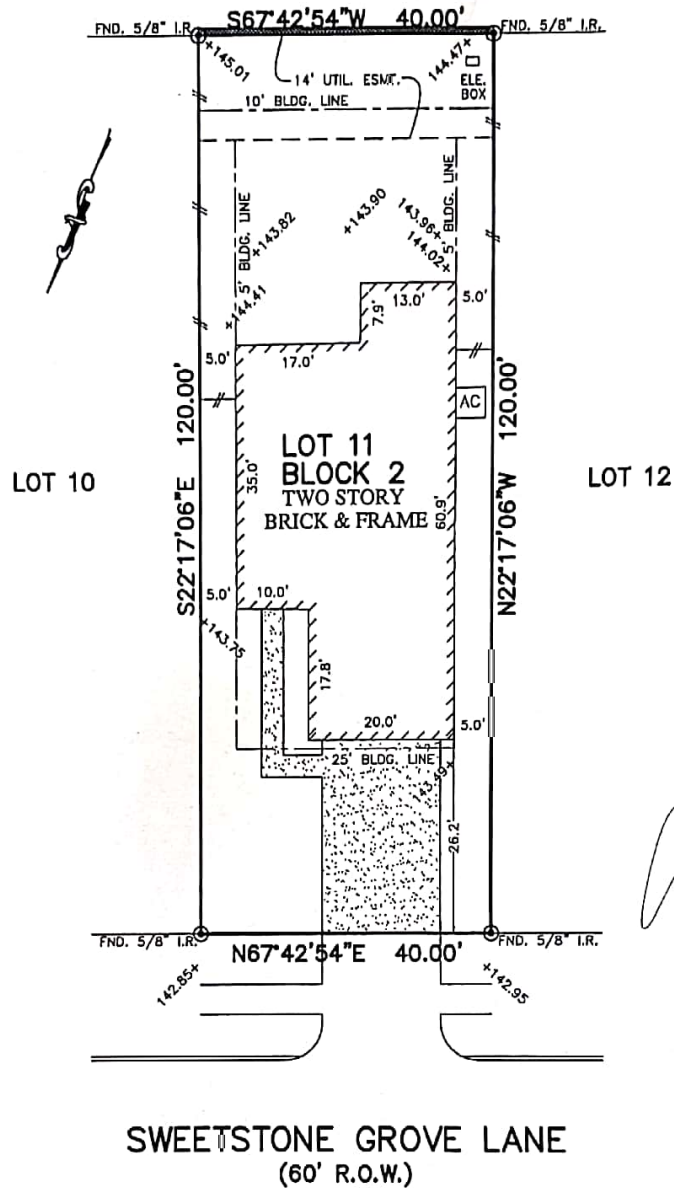 S67°42'54"W 40.00'
FND. 5/8" I.R.
FND. 5/8" I.R.
+145.01
144.47+
14' UTIL. ESMT.
ELE.
BOX
10' BLDG. LINE
5' BLDG. LINE
+143.82
+143.90
143.96+
144.02+
5' BLDG. LINE
+144.41
13.0'
5.0'
7.9'
5.0'
17.0'
S22°17'06"E 120.00'
N22°17'06"W 120.00'
AC
LOT 10
LOT 11
BLOCK 2
TWO STORY
BRICK & FRAME
LOT 12
35.0'
60.9'
5.0'
10.0'
+143.75
17.8'
20.0'
5.0'
25' BLDG. LINE
143.49+
26.2'
FND. 5/8" I.R.
FND. 5/8" I.R.
N67°42'54"E 40.00'
142.85+
+142.95
SWEETSTONE GROVE LANE
(60' R.O.W.)